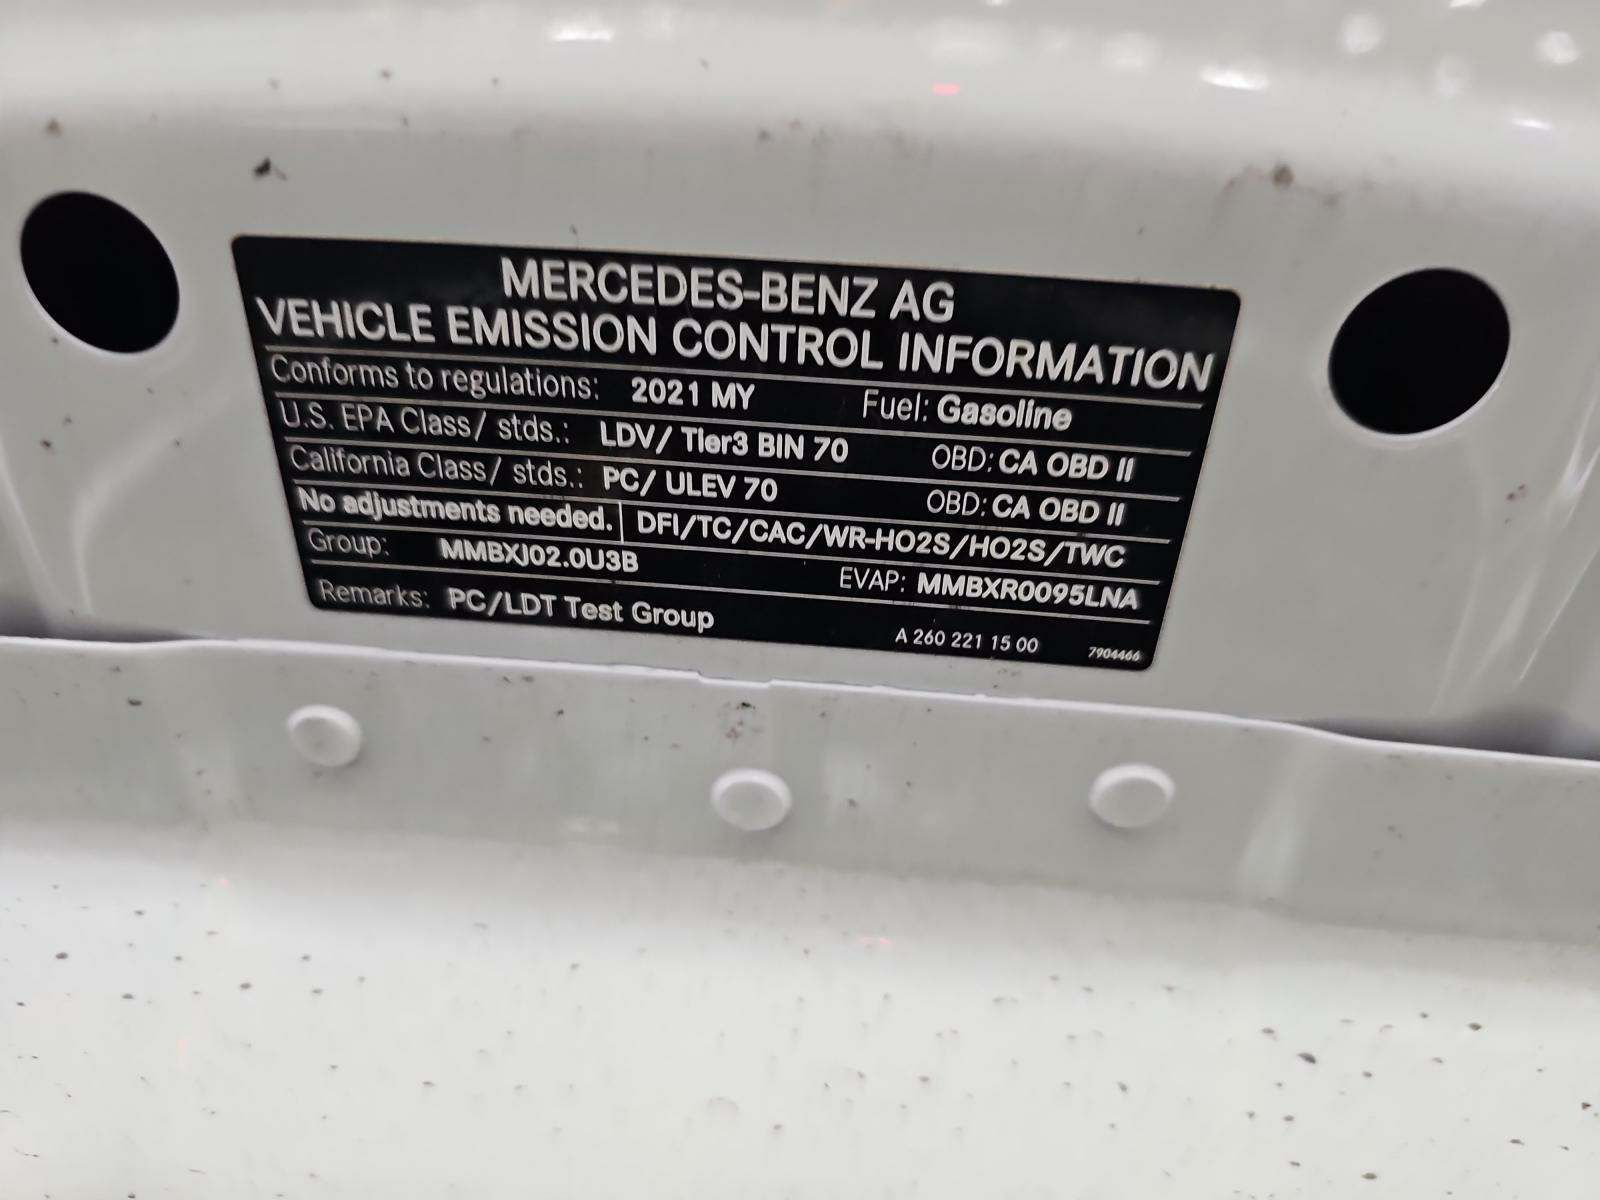 MERCEDES-BENZ AG
VEHICLE EMISSION CONTROL INFORMATION
Conforms to regulations: 2021 MY Fuel: Gasoline
U.S. EPA Class/ stds.: LDV/ Tier3 BIN 70 OBD: CA OBD II
California Class/ stds.: PC/ ULEV 70 OBD: CA OBD II
No adjustments needed. DFI/TC/CAC/WR-HO2S/HO2S/TWC
Group: MMBXJ02.0U3B EVAP: MMBXR0095LNA
Remarks: PC/LDT Test Group
A 260 221 15 00 7904466